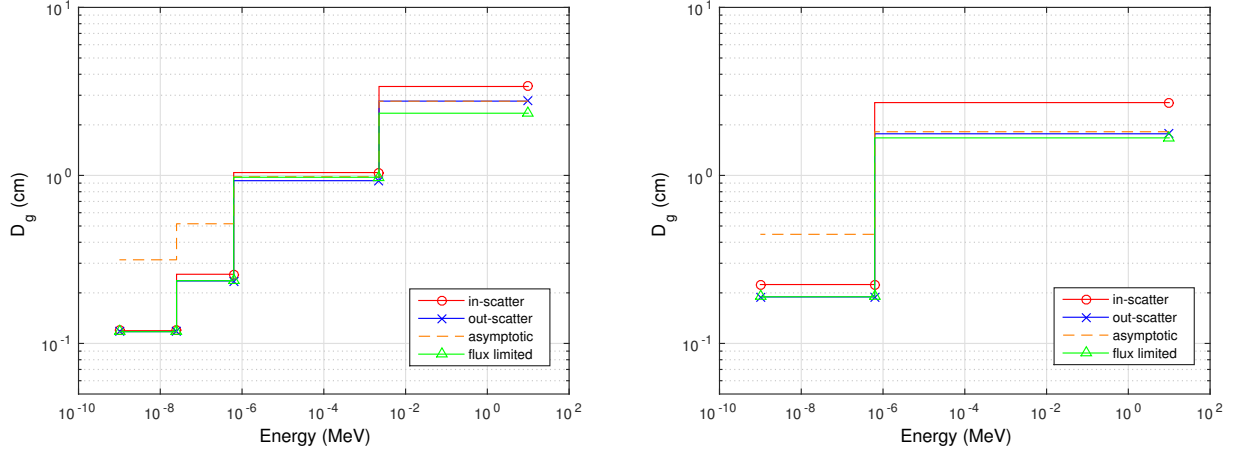 10^1
10^0
10^-1
D_g (cm)
in-scatter
out-scatter
asymptotic
flux limited
10^-10 10^-8 10^-6 10^-4 10^-2 10^0 10^2
Energy (MeV)
10^1
10^0
10^-1
D_g (cm)
in-scatter
out-scatter
asymptotic
flux limited
10^-10 10^-8 10^-6 10^-4 10^-2 10^0 10^2
Energy (MeV)